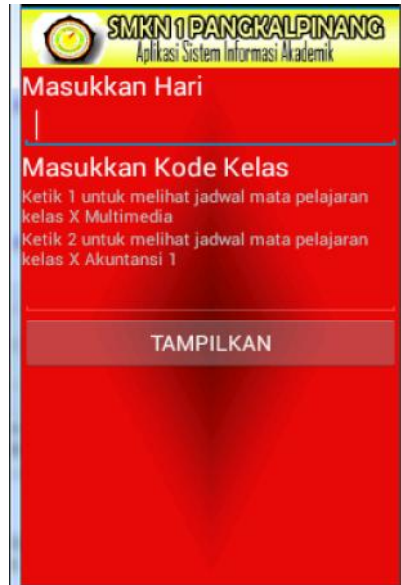 SMKN 1 PANGKALPINANG
Aplikasi Sistem Informasi Akademik
Masukkan Hari
Masukkan Kode Kelas
Ketik 1 untuk melihat jadwal mata pelajaran
kelas X Multimedia
Ketik 2 untuk melihat jadwal mata pelajaran
kelas X Akuntansi 1
TAMPILKAN